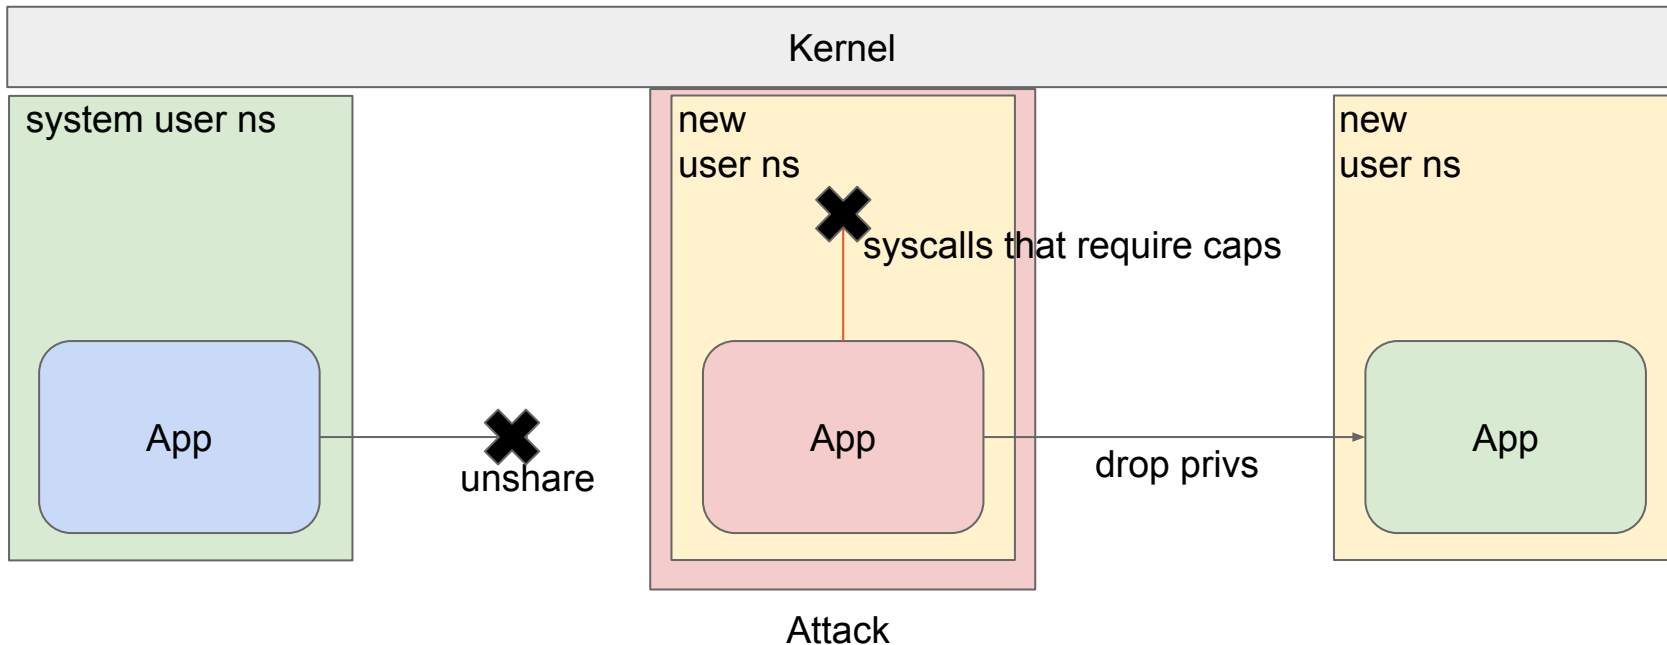 Kernel
system user ns
new
user ns
new
user ns
syscalls that require caps
App
App
App
unshare
drop privs
Attack